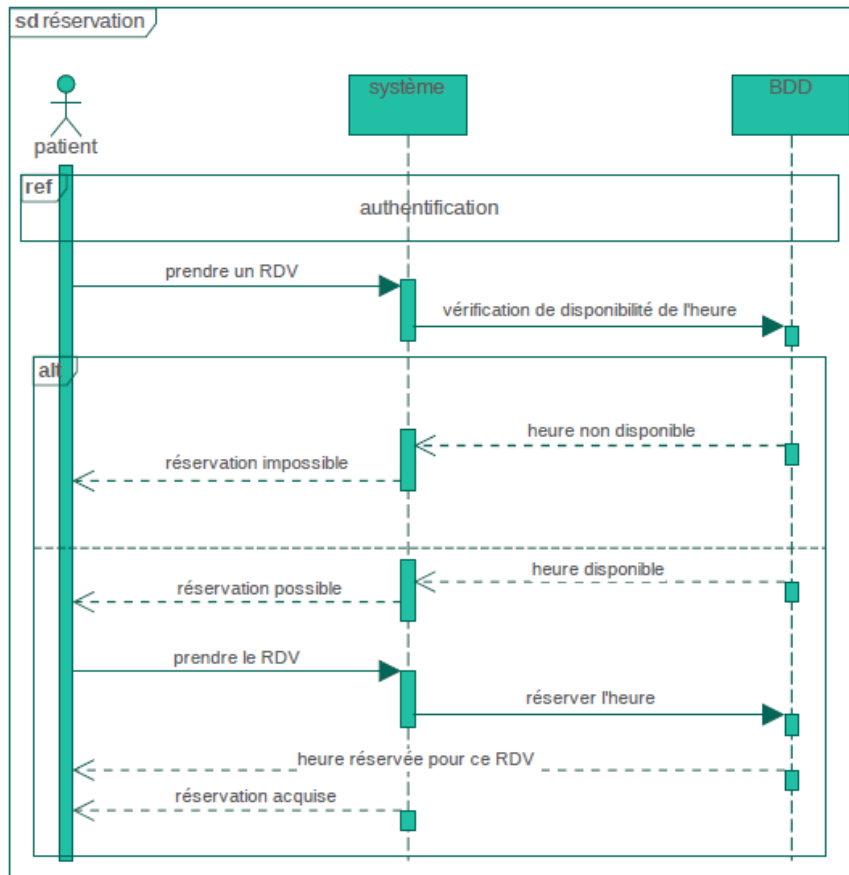 sd réservation
système
BDD
patient
ref
authentification
prendre un RDV
vérification de disponibilité de l'heure
alt
heure non disponible
réservation impossible
heure disponible
réservation possible
prendre le RDV
réserver l'heure
heure réservée pour ce RDV
réservation acquise